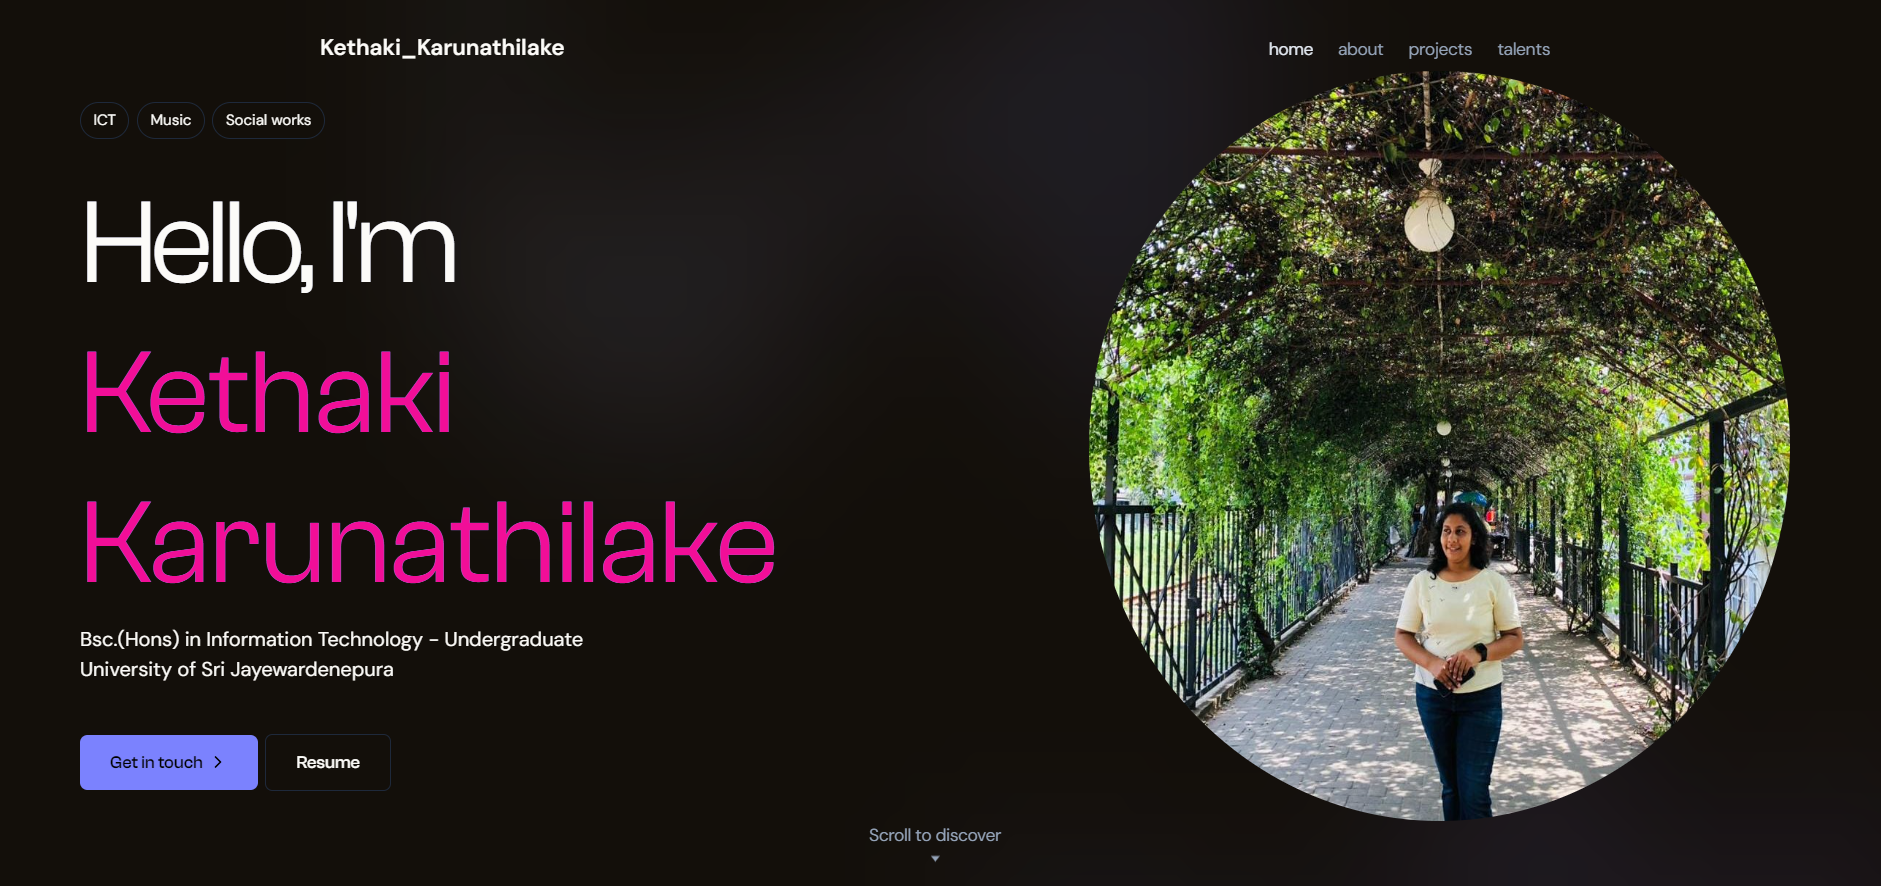 Kethaki_Karunathilake
home about projects talents
ICT Music Social works
Hello, I'm
Kethaki
Karunathilake
Bsc.(Hons) in Information Technology - Undergraduate
University of Sri Jayewardenepura
Get in touch Resume
Scroll to discover